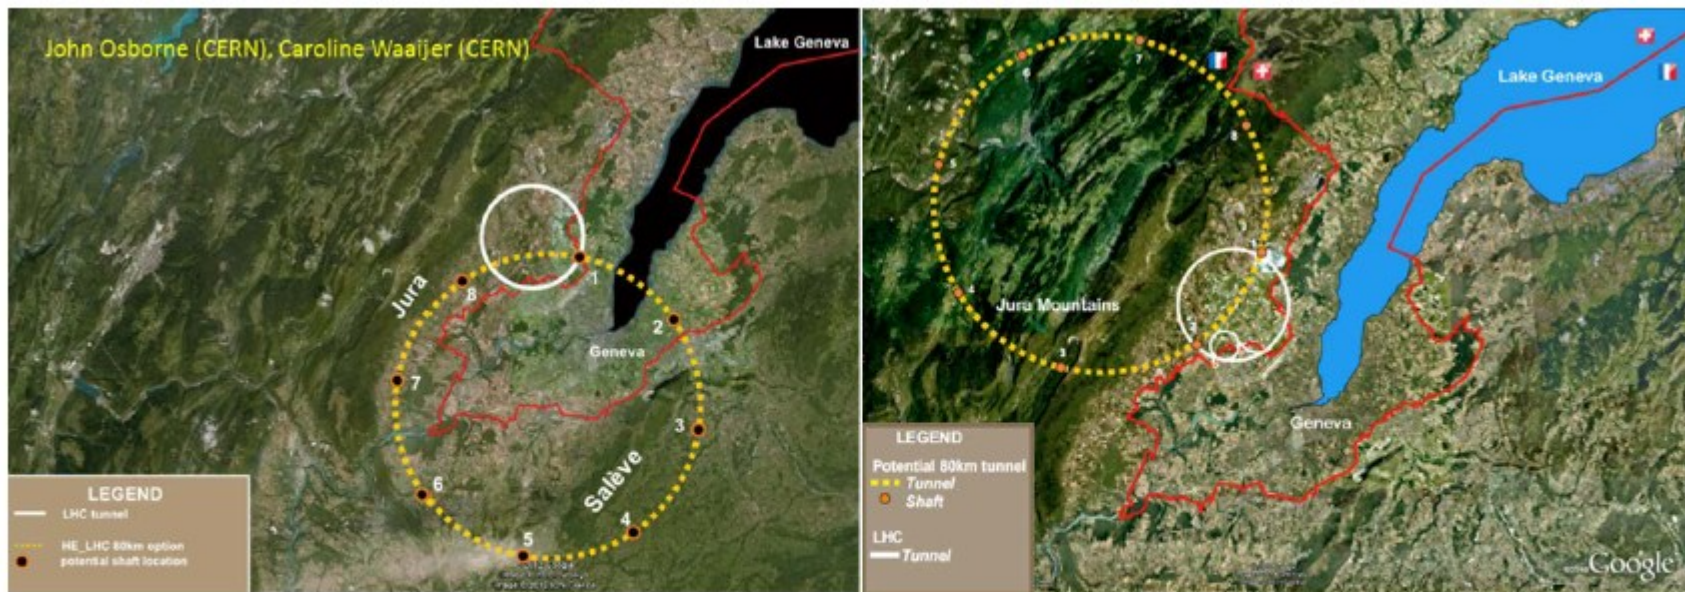 John Osborne (CERN), Caroline Waaijer (CERN)
Lake Geneva
Jura
8
1
2
Geneva
7
3
Salève
6
4
5
LEGEND
LHC tunnel
HE_LHC 80km option
potential shaft location
6
7
Lake Geneva
8
5
1
4
Jura Mountains
2
3
Geneva
LEGEND
Potential 80km tunnel
Tunnel
Shaft
LHC
Tunnel
Google